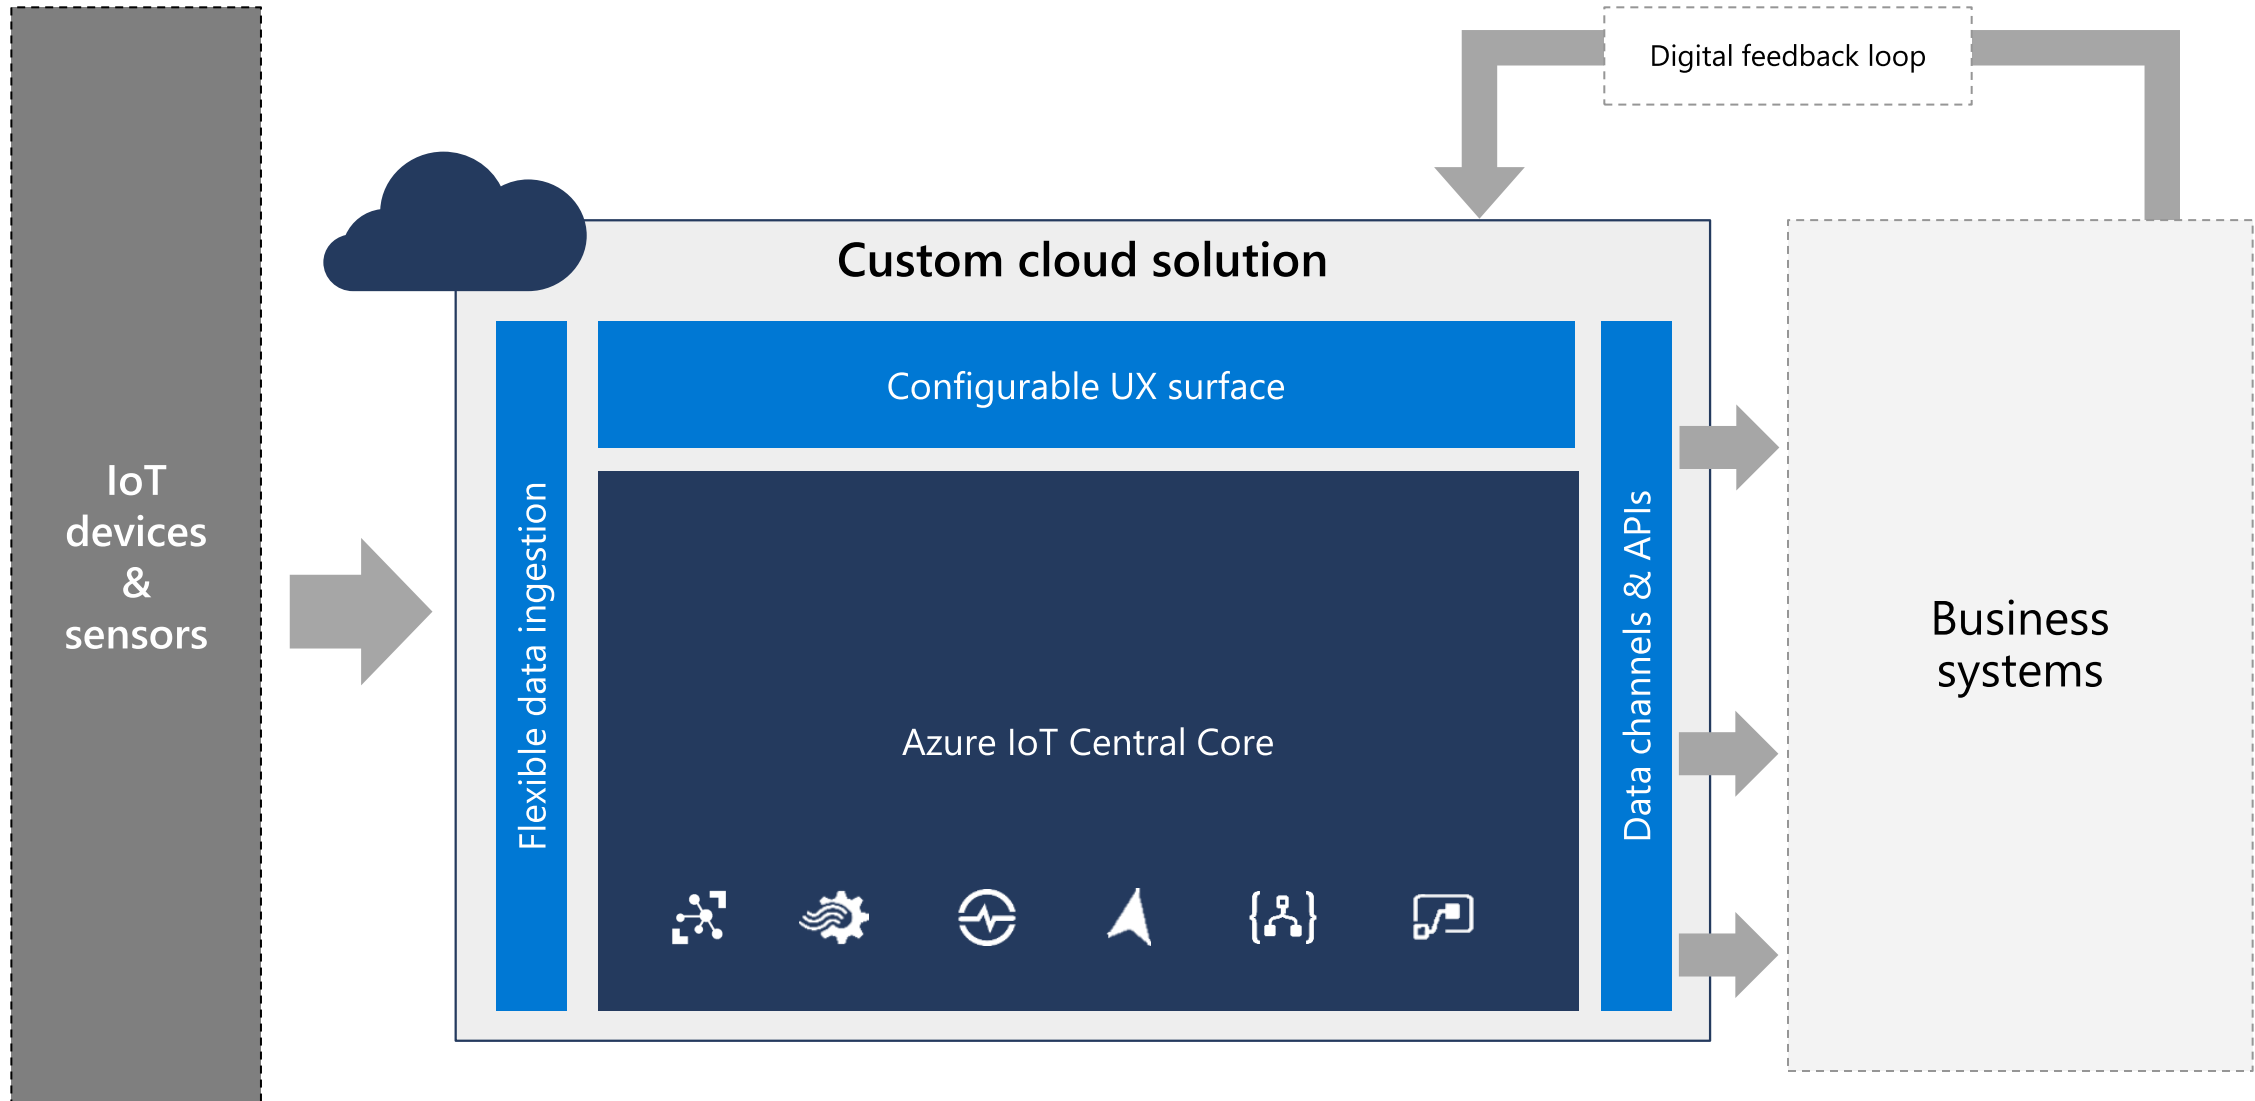 Digital feedback loop
Custom cloud solution
Configurable UX surface
IoT
devices
&
sensors
Flexible data ingestion
Azure IoT Central Core
Data channels & APIs
Business
systems